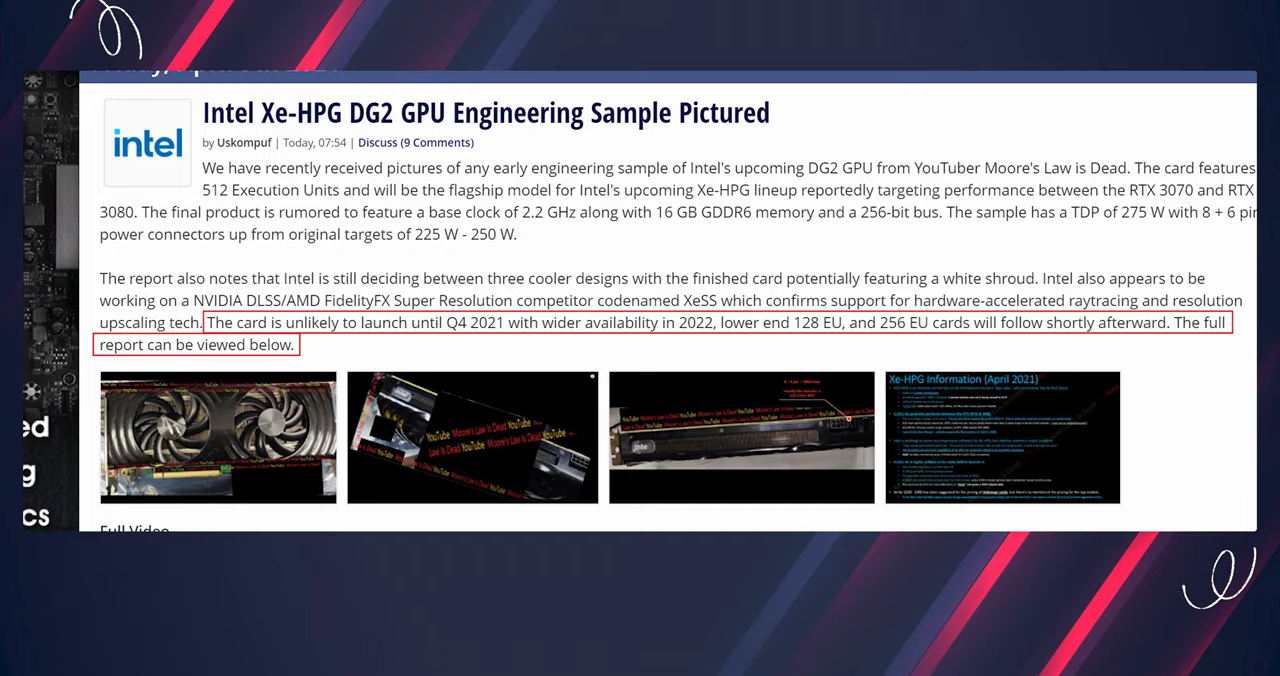 intel
Intel Xe-HPG DG2 GPU Engineering Sample Pictured
by Uskompuf | Today, 07:54 | Discuss (9 Comments)
We have recently received pictures of any early engineering sample of Intel's upcoming DG2 GPU from YouTuber Moore's Law is Dead. The card features
512 Execution Units and will be the flagship model for Intel's upcoming Xe-HPG lineup reportedly targeting performance between the RTX 3070 and RTX
3080. The final product is rumored to feature a base clock of 2.2 GHz along with 16 GB GDDR6 memory and a 256-bit bus. The sample has a TDP of 275 W with 8 + 6 pin
power connectors up from original targets of 225 W - 250 W.
The report also notes that Intel is still deciding between three cooler designs with the finished card potentially featuring a white shroud. Intel also appears to be
working on a NVIDIA DLSS/AMD FidelityFX Super Resolution competitor codenamed XeSS which confirms support for hardware-accelerated raytracing and resolution
upscaling tech. The card is unlikely to launch until Q4 2021 with wider availability in 2022, lower end 128 EU, and 256 EU cards will follow shortly afterward. The full
report can be viewed below.
YouTube Moore's Law is Dead YouTube
Xe-HPG Information (April 2021)
ed
g
cs
Full Video